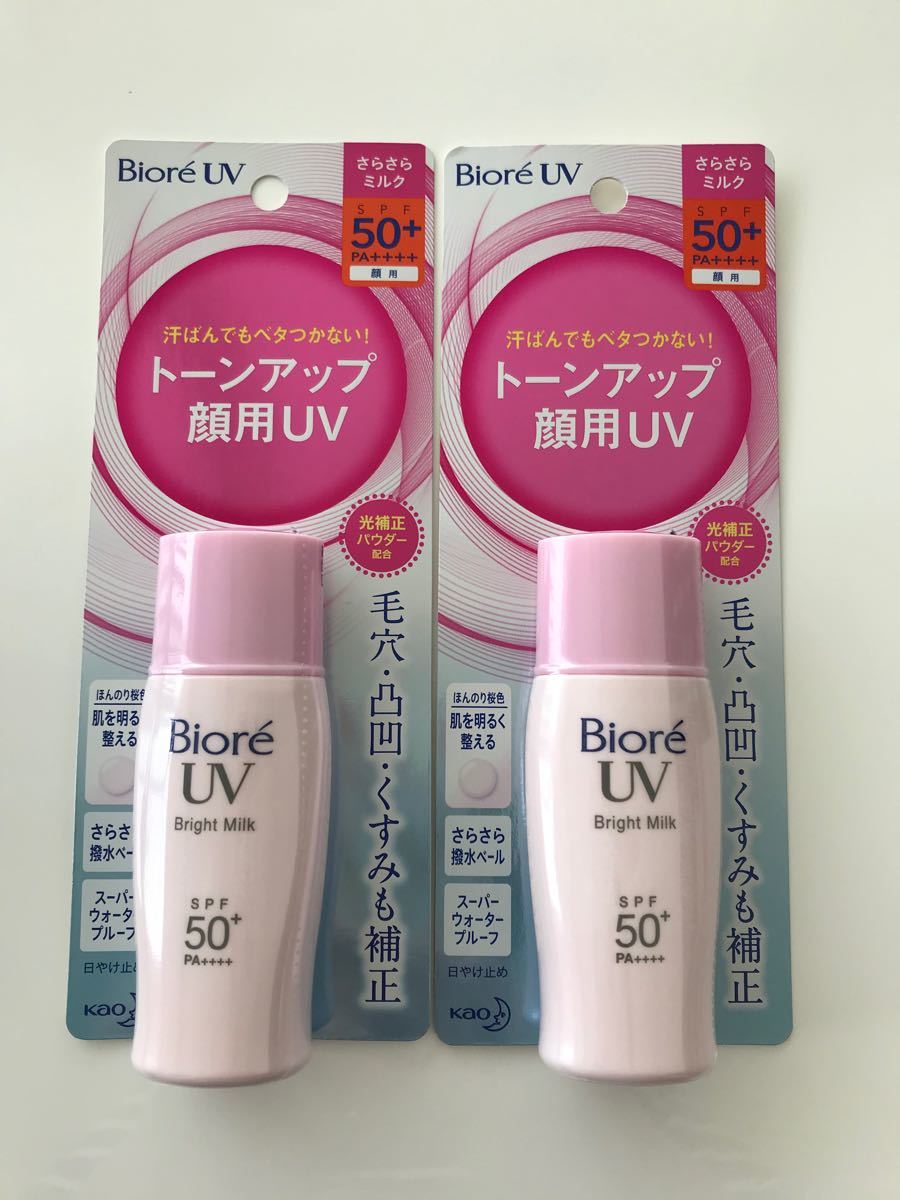 Bioré UV
さらさら
ミルク
SPF
50+
PA++++
顔用
汗ばんでもベタつかない!
トーンアップ
顔用UV
光補正
パウダー
配合
毛穴・凸凹・くすみも補正
ほんのり桜色
肌を明る
整える
さらさ
撥水ベール
スーパー
ウォータ
プルーフ
日やけ止め
Kao
Bioré
UV
Bright Milk
SPF
50+
PA++++
Bioré UV
さらさら
ミルク
SPF
50+
PA++++
顔用
汗ばんでもベタつかない!
トーンアップ
顔用UV
光補正
パウダー
配合
毛穴・凸凹・くすみも補正
ほんのり桜色
肌を明るく
整える
さらさら
撥水ベール
スーパー
ウォーター
プルーフ
日やけ止め
Kao
Bioré
UV
Bright Milk
SPF
50+
PA++++